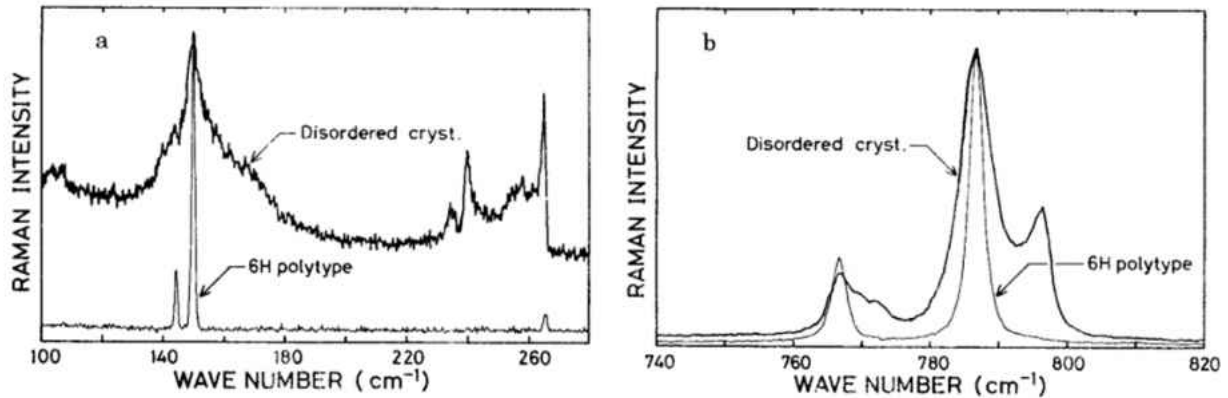 a
RAMAN INTENSITY
Disordered cryst.
6H polytype
100 140 180 220 260
WAVE NUMBER (cm⁻¹)
b
RAMAN INTENSITY
Disordered cryst.
6H polytype
740 760 780 800 820
WAVE NUMBER (cm⁻¹)